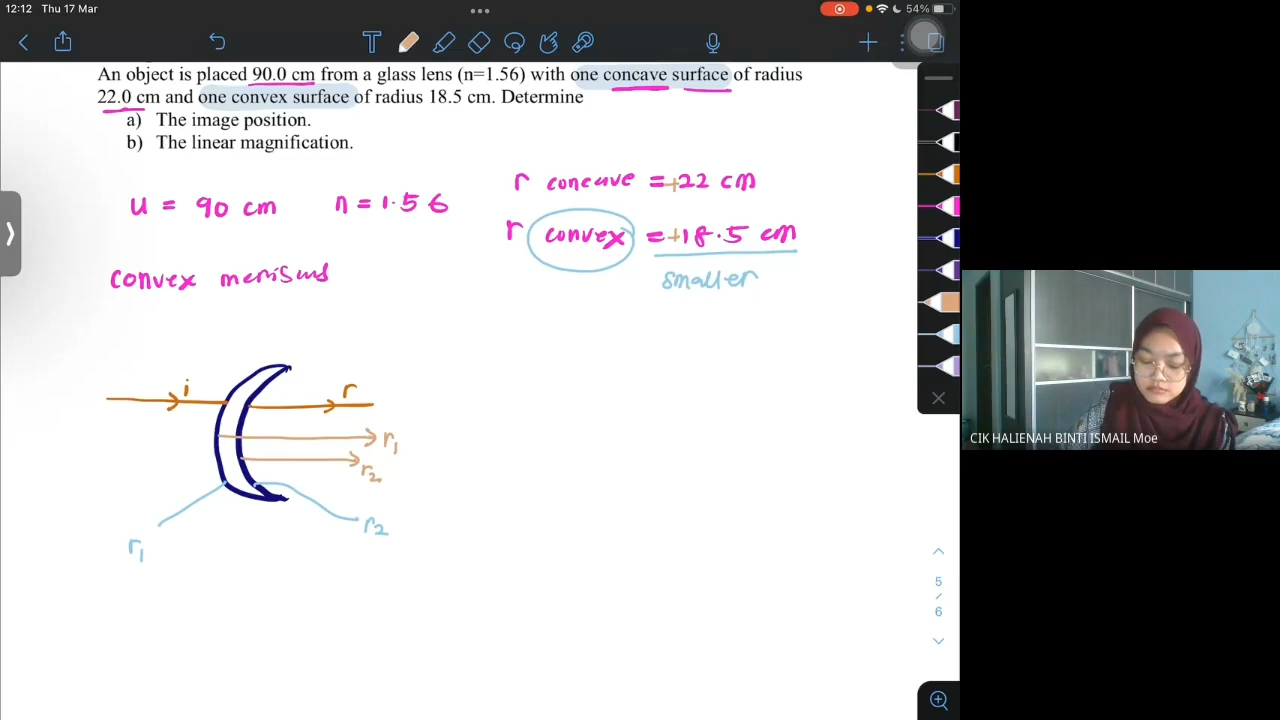 12:12 Thu 17 Mar
54%
An object is placed 90.0 cm from a glass lens (n=1.56) with one concave surface of radius
22.0 cm and one convex surface of radius 18.5 cm. Determine
a) The image position.
b) The linear magnification.
r concave = +22 cm
u = 90 cm n = 1.56
r convex = +18.5 cm
convex meniscus
smaller
i r
r1
r2
r2
r1
5
/
6
CIK HALIENAH BINTI ISMAIL Moe